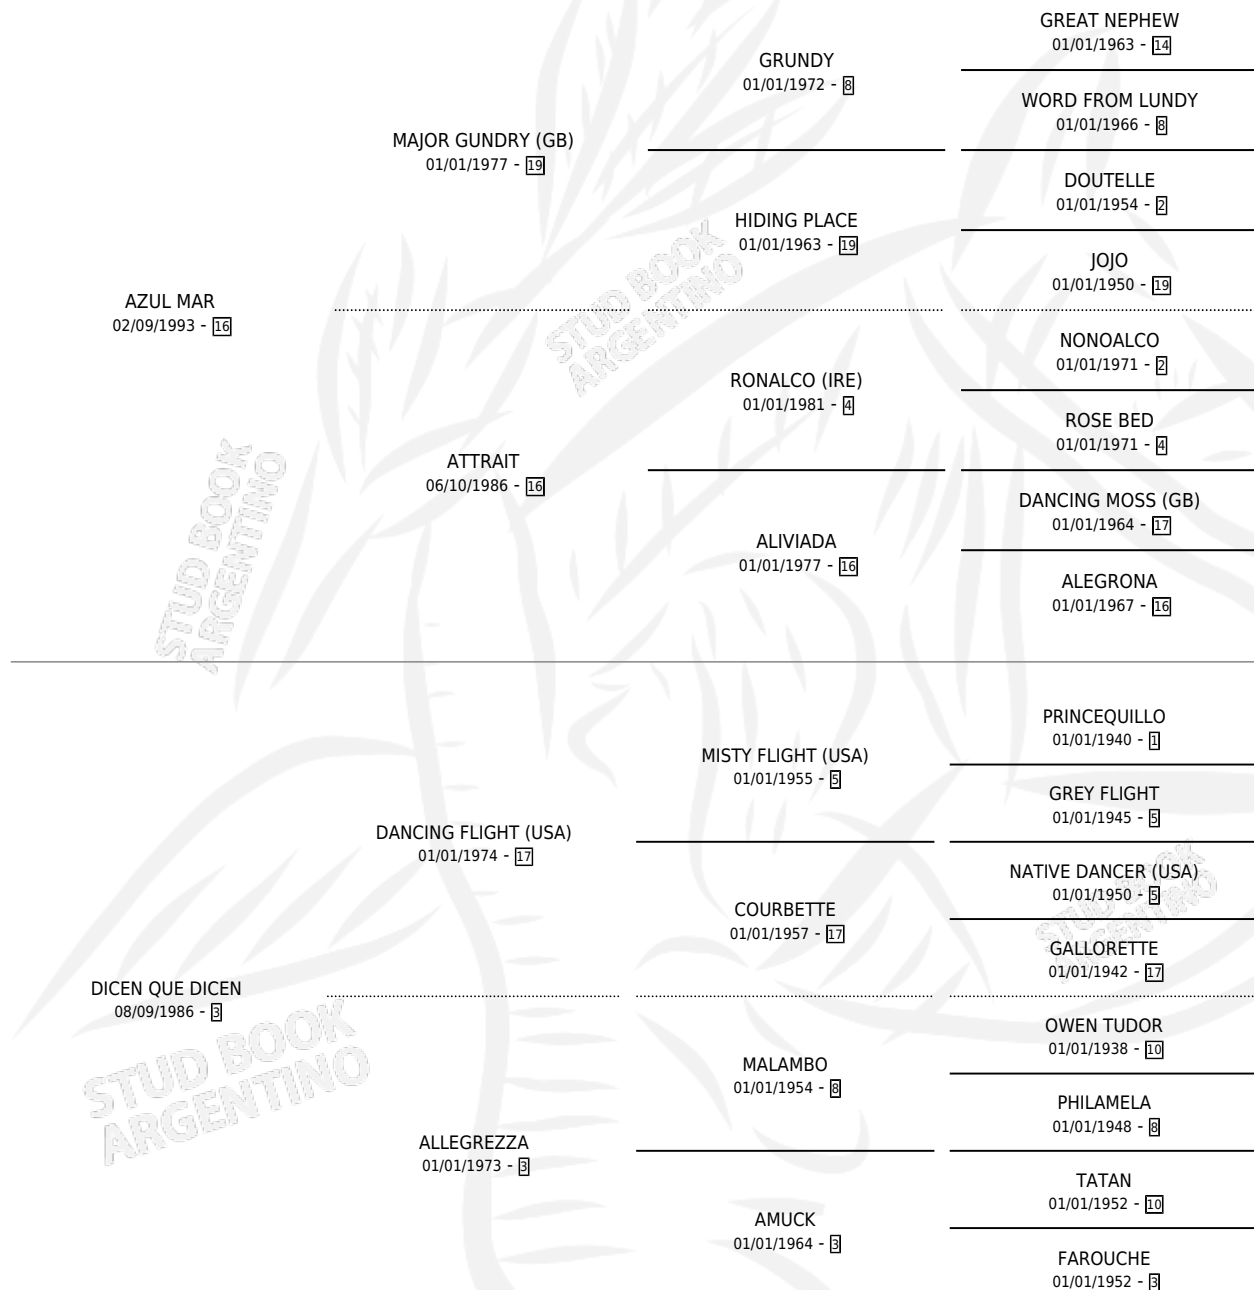 GREAT NEPHEW
01/01/1963 - 14
GRUNDY
01/01/1972 - 8
WORD FROM LUNDY
01/01/1966 - 8
MAJOR GUNDRY (GB)
01/01/1977 - 19
DOUTELLE
01/01/1954 - 2
HIDING PLACE
01/01/1963 - 19
JOJO
01/01/1950 - 19
AZUL MAR
02/09/1993 - 16
NONOALCO
01/01/1971 - 2
RONALCO (IRE)
01/01/1981 - 4
ROSE BED
01/01/1971 - 4
ATTRAIT
06/10/1986 - 16
DANCING MOSS (GB)
01/01/1964 - 17
ALIVIADA
01/01/1977 - 16
ALEGRONA
01/01/1967 - 16
STUD BOOK
ARGENTINO
STUD BOOK
ARGENTINO
PRINCEQUILLO
01/01/1940 - 1
MISTY FLIGHT (USA)
01/01/1955 - 5
GREY FLIGHT
01/01/1945 - 5
DANCING FLIGHT (USA)
01/01/1974 - 17
NATIVE DANCER (USA)
01/01/1950 - 5
COURBETTE
01/01/1957 - 17
GALLORETTE
01/01/1942 - 17
DICEN QUE DICEN
08/09/1986 - 3
OWEN TUDOR
01/01/1938 - 10
MALAMBO
01/01/1954 - 8
PHILAMELA
01/01/1948 - 8
ALLEGREZZA
01/01/1973 - 3
TATAN
01/01/1952 - 10
AMUCK
01/01/1964 - 3
FAROUCHE
01/01/1952 - 3
STUD BOOK
ARGENTINO
STUD BOOK
ARGENTINO